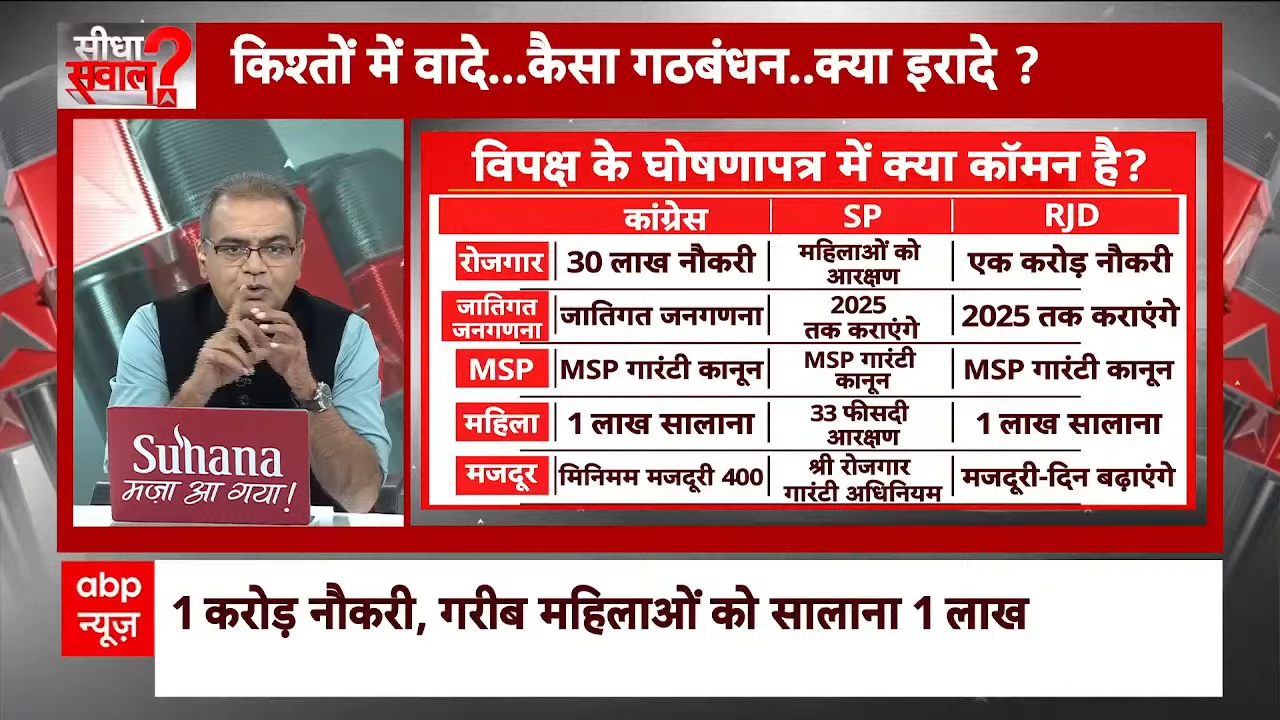 सीधा
सवाल?
किश्तों में वादे...कैसा गठबंधन..क्या इरादे ?
विपक्ष के घोषणापत्र में क्या कॉमन है?
कांग्रेस SP RJD
रोजगार 30 लाख नौकरी महिलाओं को आरक्षण एक करोड़ नौकरी
जातिगत जनगणना जातिगत जनगणना 2025 तक कराएंगे 2025 तक कराएंगे
MSP MSP गारंटी कानून MSP गारंटी कानून MSP गारंटी कानून
महिला 1 लाख सालाना 33 फीसदी आरक्षण 1 लाख सालाना
मजदूर मिनिमम मजदूरी 400 श्री रोजगार गारंटी अधिनियम मजदूरी-दिन बढ़ाएंगे
Suhana
मज़ा आ गया!
abp
न्यूज़
1 करोड़ नौकरी, गरीब महिलाओं को सालाना 1 लाख